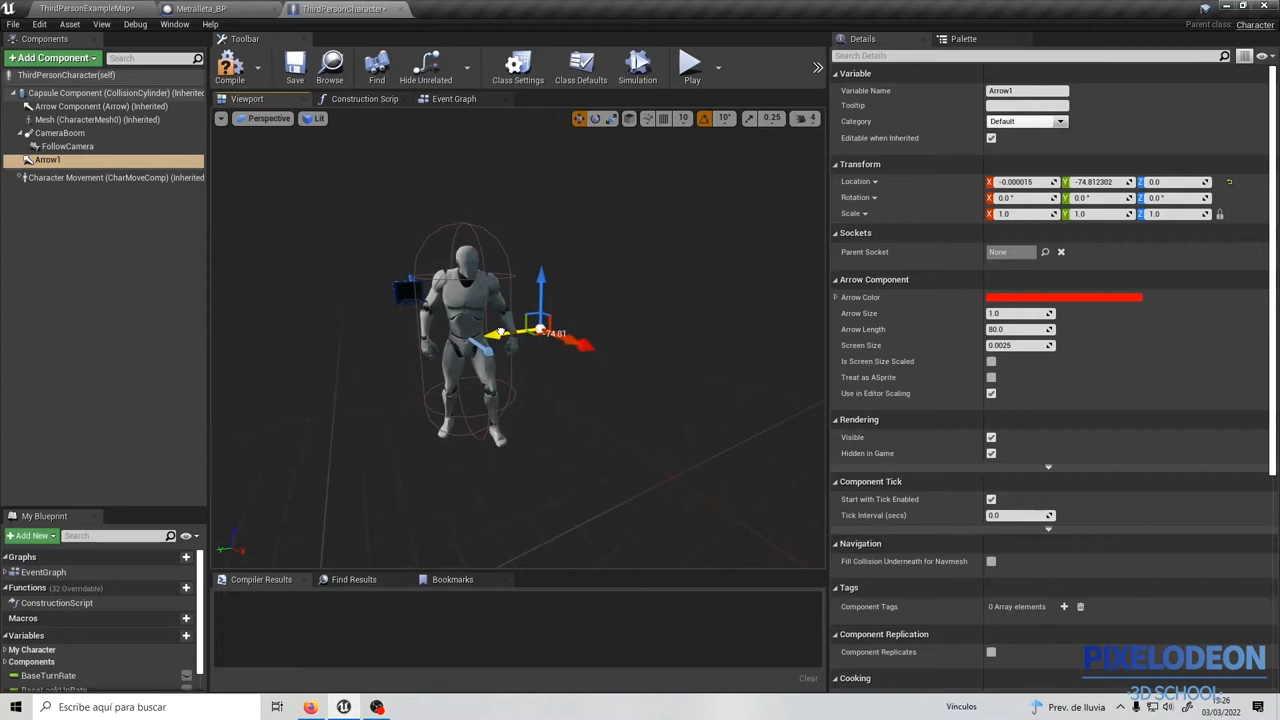 ThirdPersonExampleMap*
Metralleta_BP
ThirdPersonCharacter*
File Edit Asset View Debug Window Help
Parent class: Character
Components
Toolbar
Details
Palette
+ Add Component
Search
Search Details
ThirdPersonCharacter(self)
Capsule Component (CollisionCylinder) (Inherited)
Arrow Component (Arrow) (Inherited)
Mesh (CharacterMesh0) (Inherited)
CameraBoom
FollowCamera
Arrow1
Character Movement (CharMoveComp) (Inherited)
Compile
Save
Browse
Find
Hide Unrelated
Class Settings
Class Defaults
Simulation
Play
Viewport
Construction Scrip
Event Graph
Perspective
Lit
10
10°
0.25
4
-74.81
Variable
Variable Name Arrow1
Tooltip
Category Default
Editable when Inherited
Transform
Location X -0.000015 Y -74.812302 Z 0.0
Rotation X 0.0 ° Y 0.0 ° Z 0.0 °
Scale X 1.0 Y 1.0 Z 1.0
Sockets
Parent Socket None
Arrow Component
Arrow Color
Arrow Size 1.0
Arrow Length 80.0
Screen Size 0.0025
Is Screen Size Scaled
Treat as ASprite
Use in Editor Scaling
Rendering
Visible
Hidden in Game
Component Tick
Start with Tick Enabled
Tick Interval (secs) 0.0
Navigation
Fill Collision Underneath for Navmesh
Tags
Component Tags 0 Array elements
Component Replication
Component Replicates
Cooking
My Blueprint
+ Add New
Search
Graphs
EventGraph
Functions (32 Overridable)
ConstructionScript
Macros
Variables
My Character
Components
BaseTurnRate
BaseLookUpRate
Compiler Results
Find Results
Bookmarks
Clear
PIXELODEON
3D SCHOOL
Escribe aquí para buscar
Vínculos
Prev. de lluvia
03/03/2022